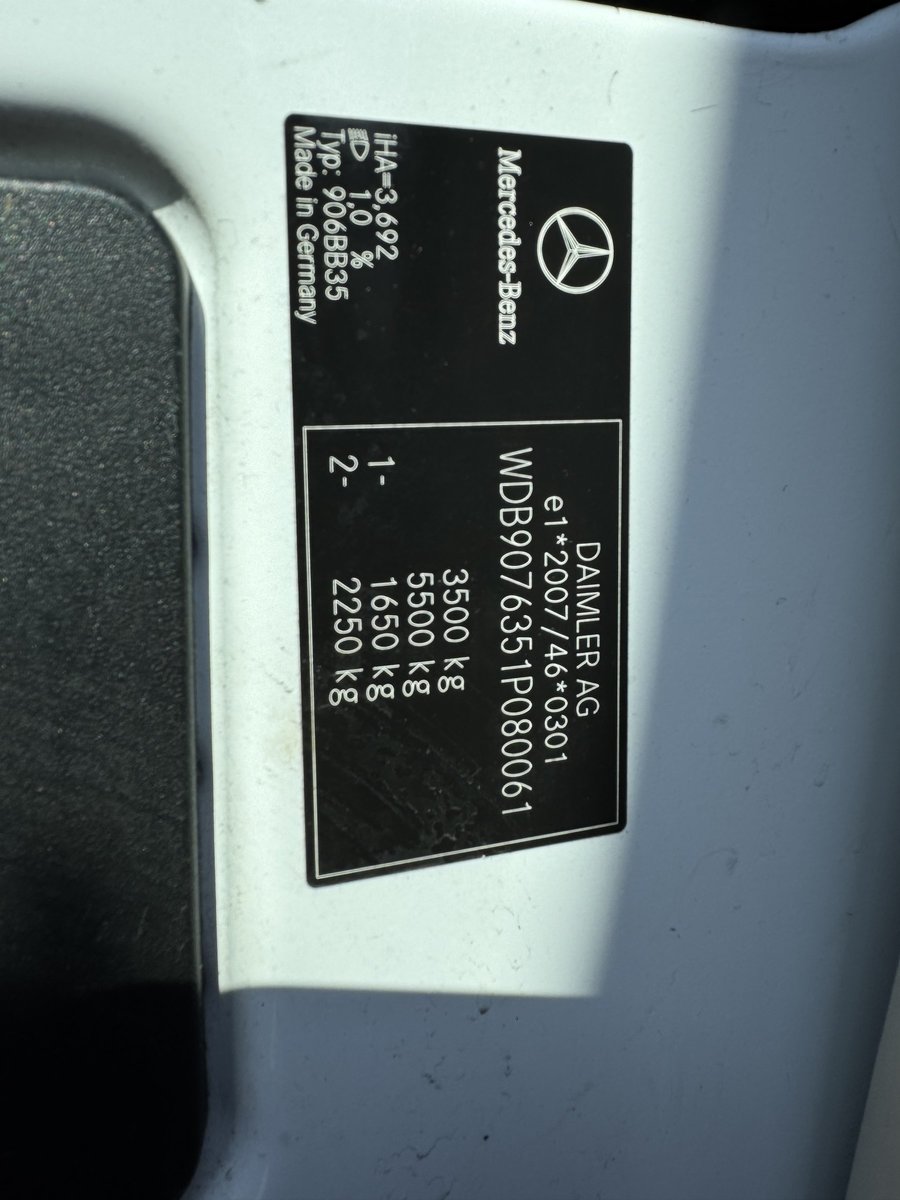 Mercedes-Benz
iHA=3,692
1,0 %
Typ: 906BB35
Made in Germany
DAIMLER AG
e1*2007/46*0301
WDB9076351P080061
3500 kg
5500 kg
1- 1650 kg
2- 2250 kg